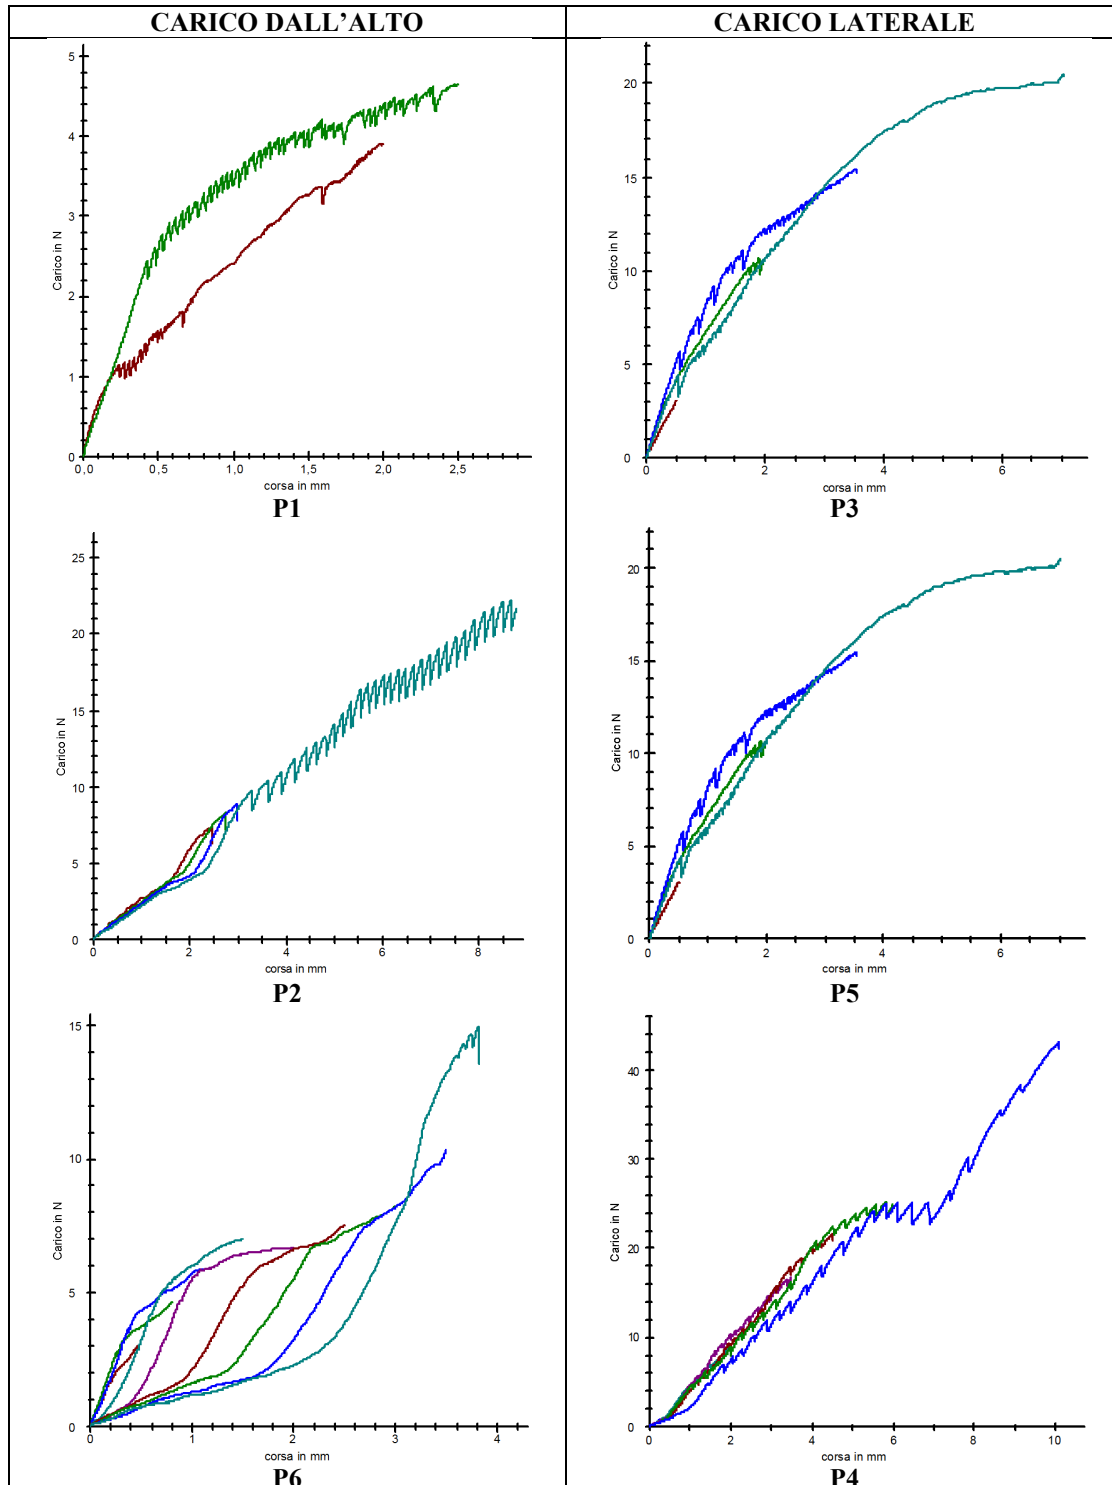 CARICO DALL’ALTO
CARICO LATERALE
5
4
3
2
1
0
Carico in N
0,0 0,5 1,0 1,5 2,0 2,5
corsa in mm
P1
20
15
10
5
0
Carico in N
0 2 4 6
corsa in mm
P3
25
20
15
10
5
0
Carico in N
0 2 4 6 8
corsa in mm
P2
20
15
10
5
0
Carico in N
0 2 4 6
corsa in mm
P5
15
10
5
0
Carico in N
0 1 2 3 4
corsa in mm
P6
40
30
20
10
0
Carico in N
0 2 4 6 8 10
corsa in mm
P4